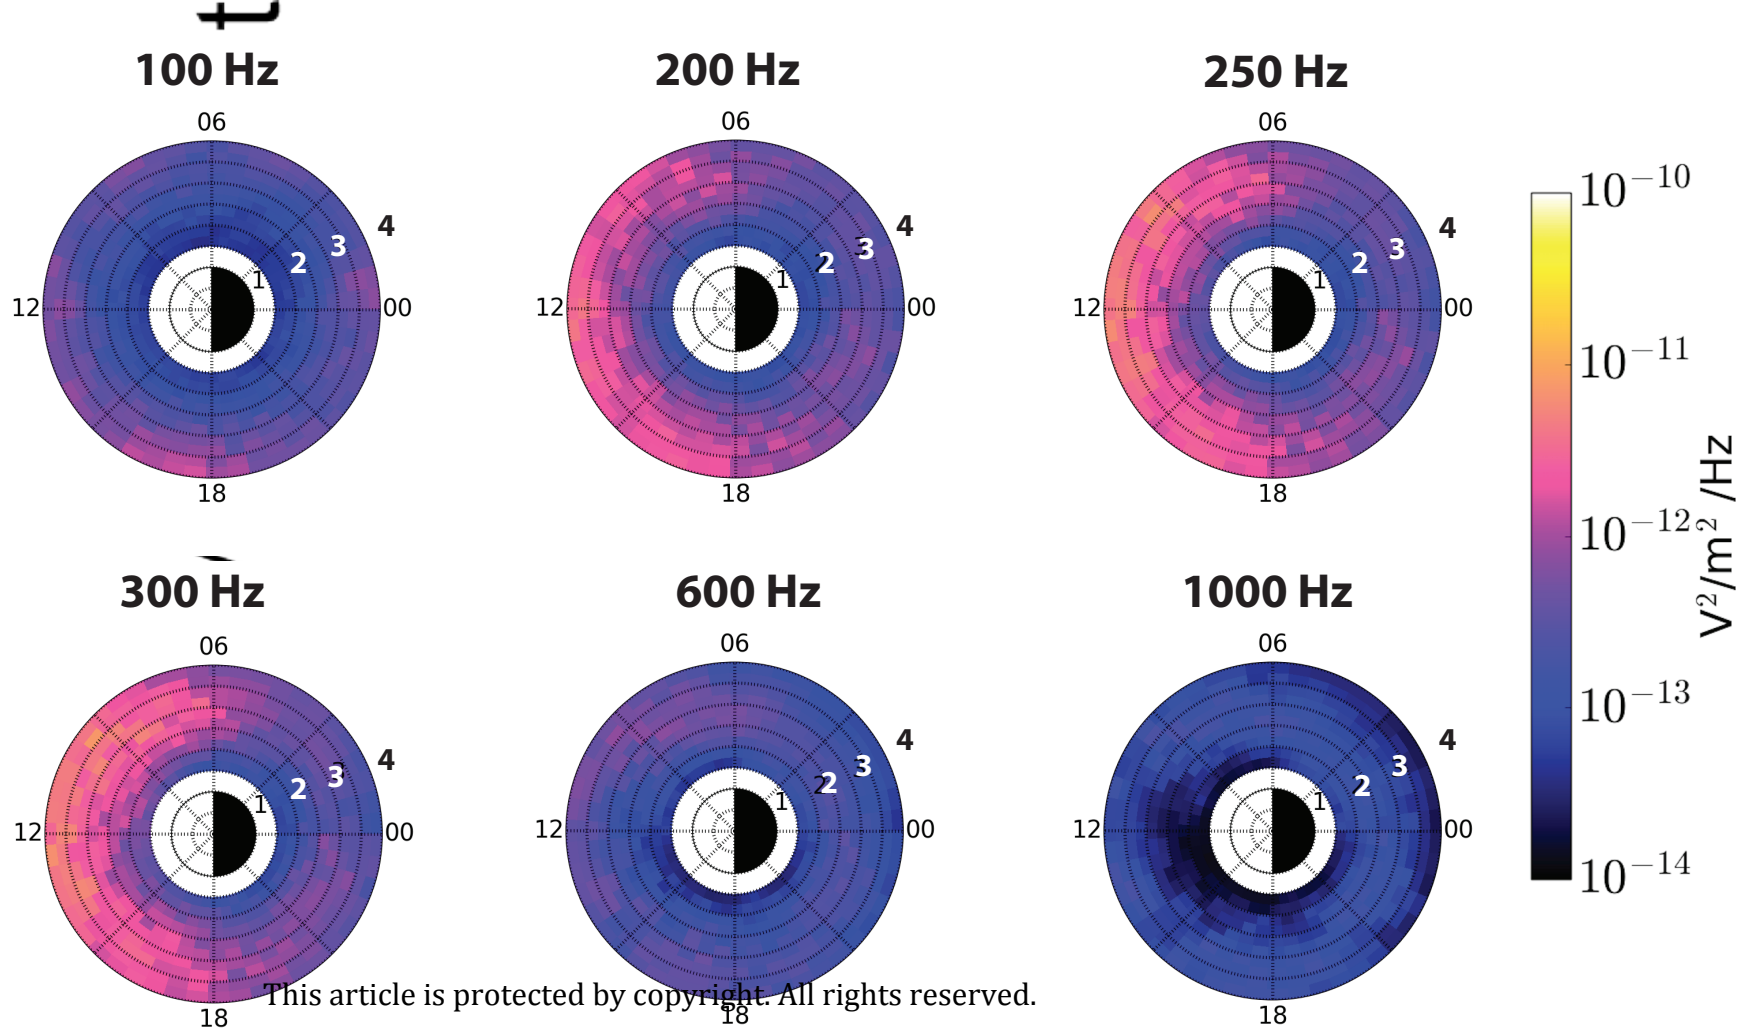 t
100 Hz 200 Hz 250 Hz
06 06 06
4 4 4
3 3 3
2 2 2
1 1 1
12 00 12 00 12 00
18 18 18
300 Hz 600 Hz 1000 Hz
06 06 06
4 4 4
3 3 3
2 2 2
1 1 1
12 00 12 00 12 00
This article is protected by copyright. All rights reserved.
18 18 18
10⁻¹⁰
10⁻¹¹
10⁻¹²
10⁻¹³
10⁻¹⁴
V²/m² /Hz